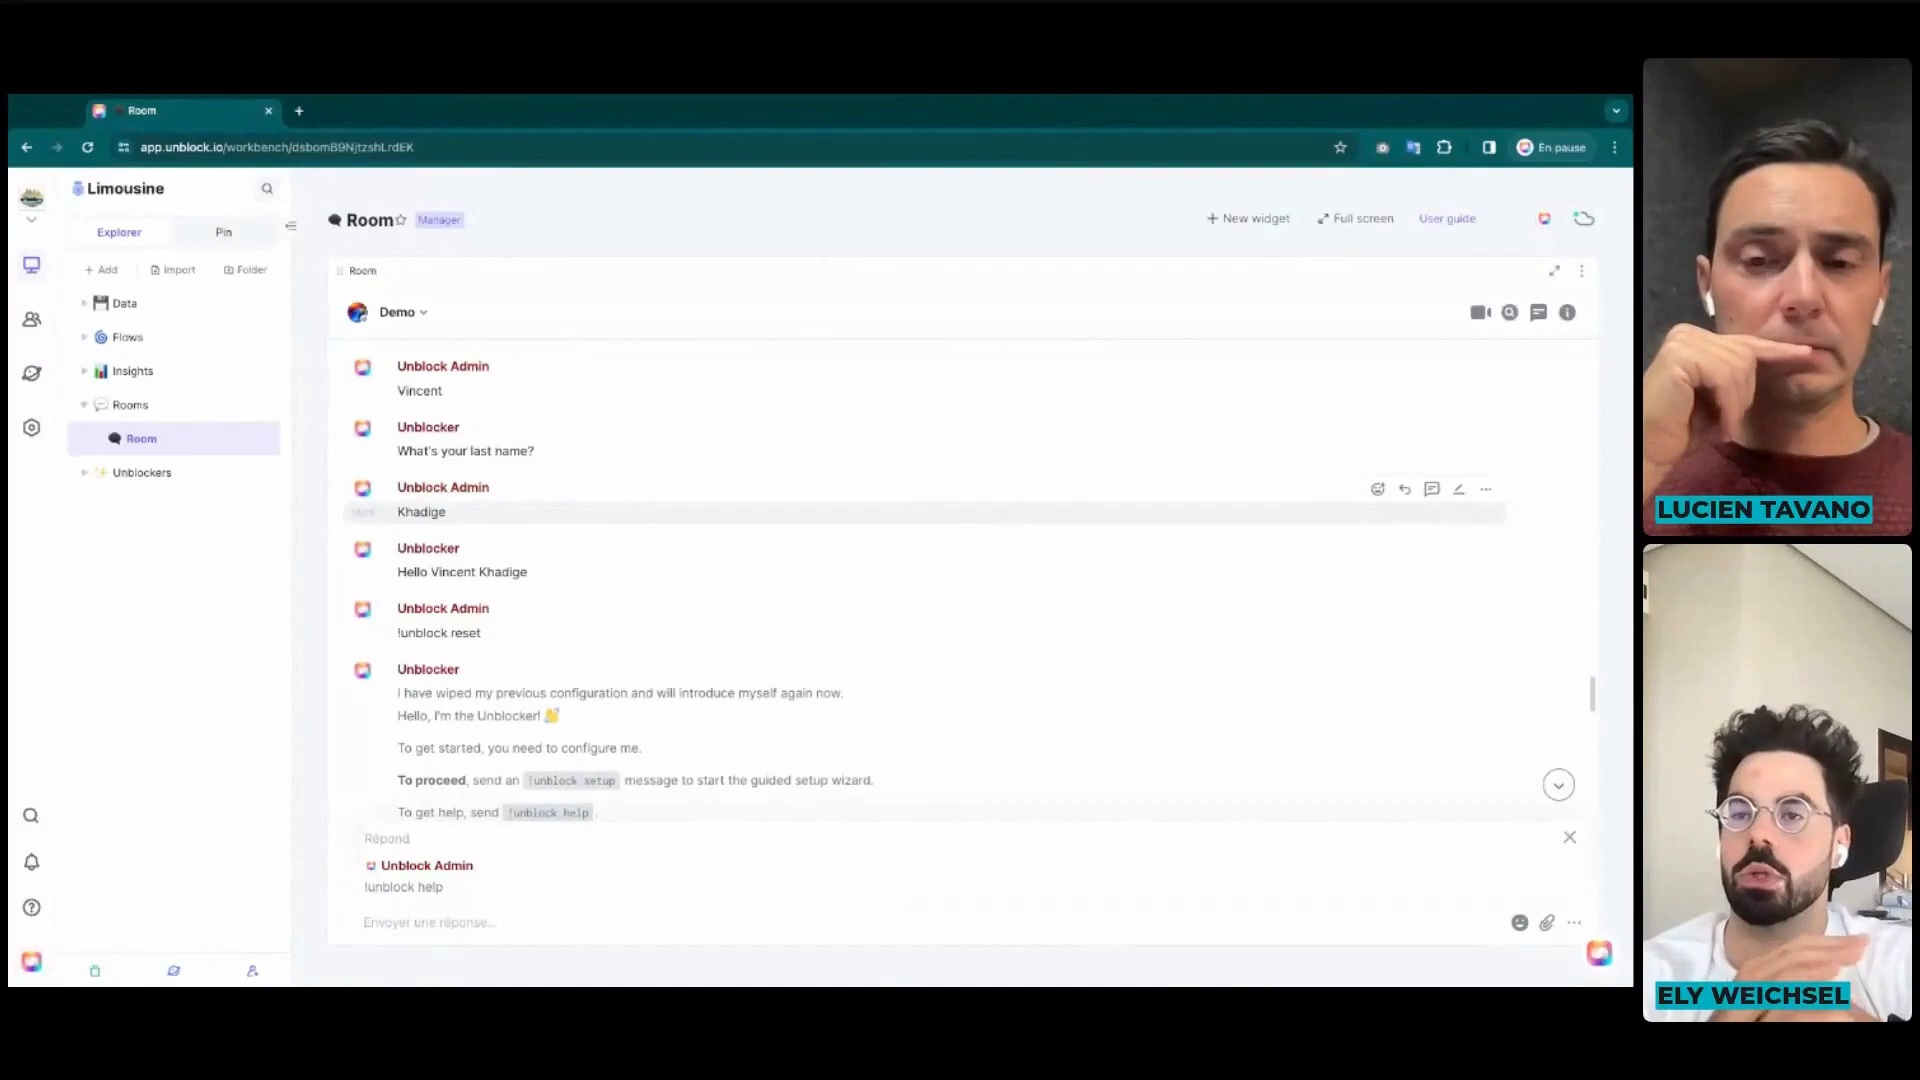 Room
app.unblock.io/workbench/dsbomB9NjtzshLrdEK
En pause
Limousine
Explorer
Pin
Add
Import
Folder
Data
Flows
Insights
Rooms
Room
Unblockers
Room
Manager
New widget
Full screen
User guide
Room
Demo
Unblock Admin
Vincent
Unblocker
What's your last name?
Unblock Admin
Khadige
Unblocker
Hello Vincent Khadige
Unblock Admin
!unblock reset
Unblocker
I have wiped my previous configuration and will introduce myself again now.
Hello, I'm the Unblocker!
To get started, you need to configure me.
To proceed, send an !unblock setup message to start the guided setup wizard.
To get help, send !unblock help .
Répond
Unblock Admin
!unblock help
Envoyer une réponse...
LUCIEN TAVANO
ELY WEICHSEL